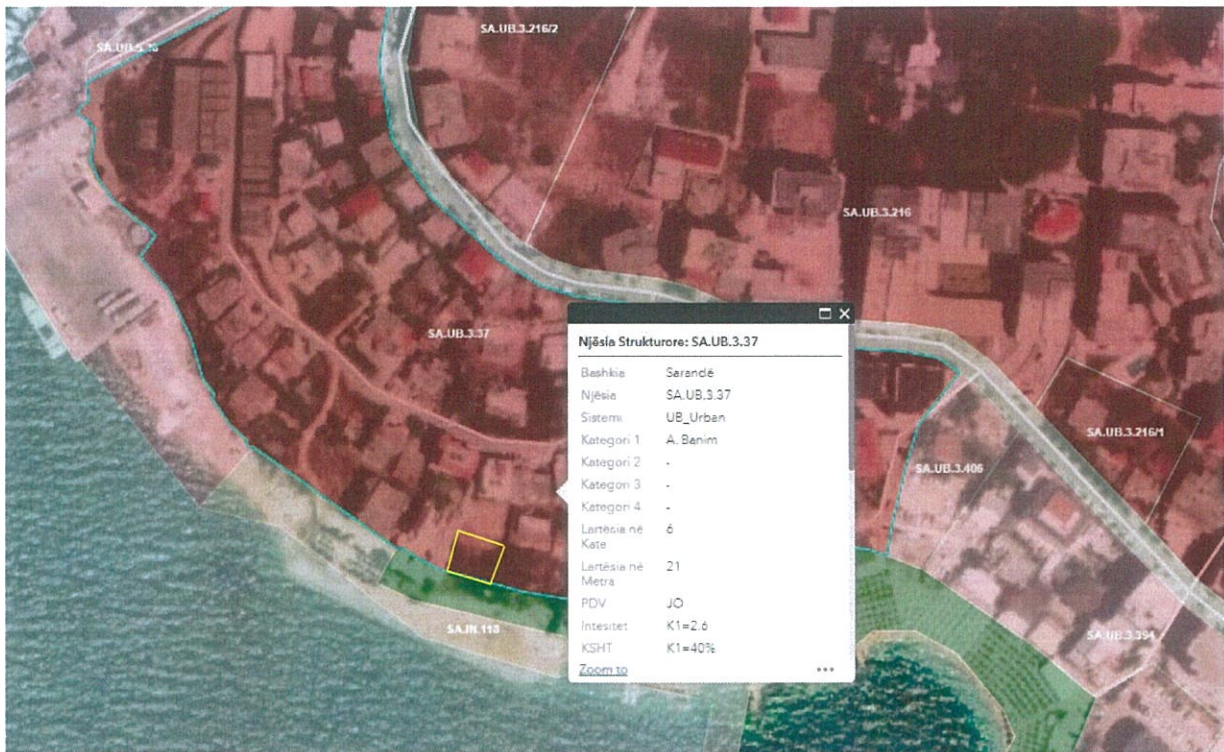 SA.UB.3.216/2
SA.UB.3.216
SA.UB.3.37
Njësia Strukturore: SA.UB.3.37
Bashkia Sarandë
Njësia SA.UB.3.37
Sistemi UB_Urban
Kategori 1 A. Banim
Kategori 2 -
Kategori 3 -
Kategori 4 -
Lartësia në Kate 6
Lartësia në Metra 21
PDV JO
Intesitet K1=2.6
KSHT K1=40%
Zoom to
SA.UB.3.216/1
SA.UB.3.406
SA.IN.118
SA.UB.3.394